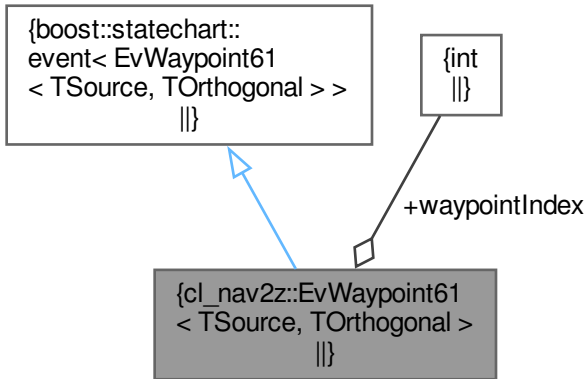 {boost::statechart::
event< EvWaypoint61
< TSource, TOrthogonal > >
||}
{int
||}
+waypointIndex
{cl_nav2z::EvWaypoint61
< TSource, TOrthogonal >
||}